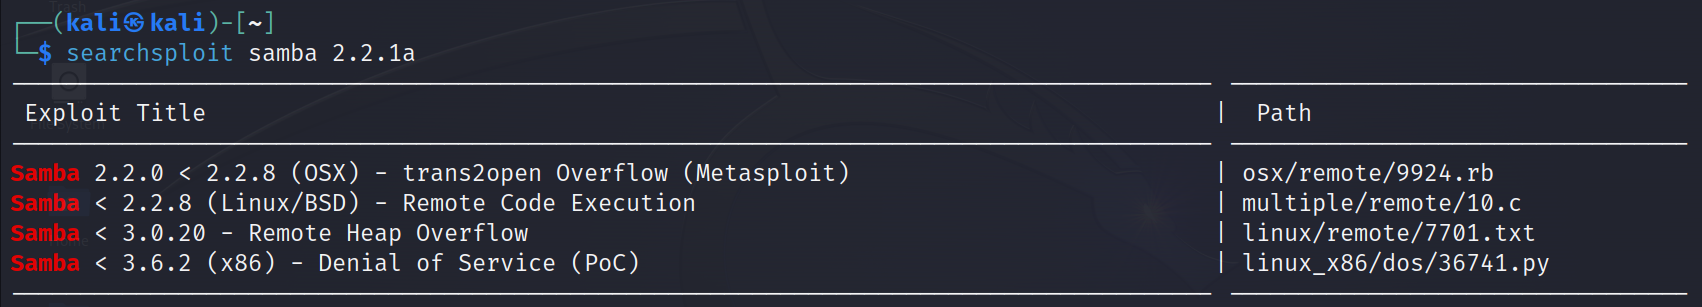 (kali㉿kali)-[~]
$ searchsploit samba 2.2.1a
Exploit Title | Path
Samba 2.2.0 < 2.2.8 (OSX) - trans2open Overflow (Metasploit) | osx/remote/9924.rb
Samba < 2.2.8 (Linux/BSD) - Remote Code Execution | multiple/remote/10.c
Samba < 3.0.20 - Remote Heap Overflow | linux/remote/7701.txt
Samba < 3.6.2 (x86) - Denial of Service (PoC) | linux_x86/dos/36741.py